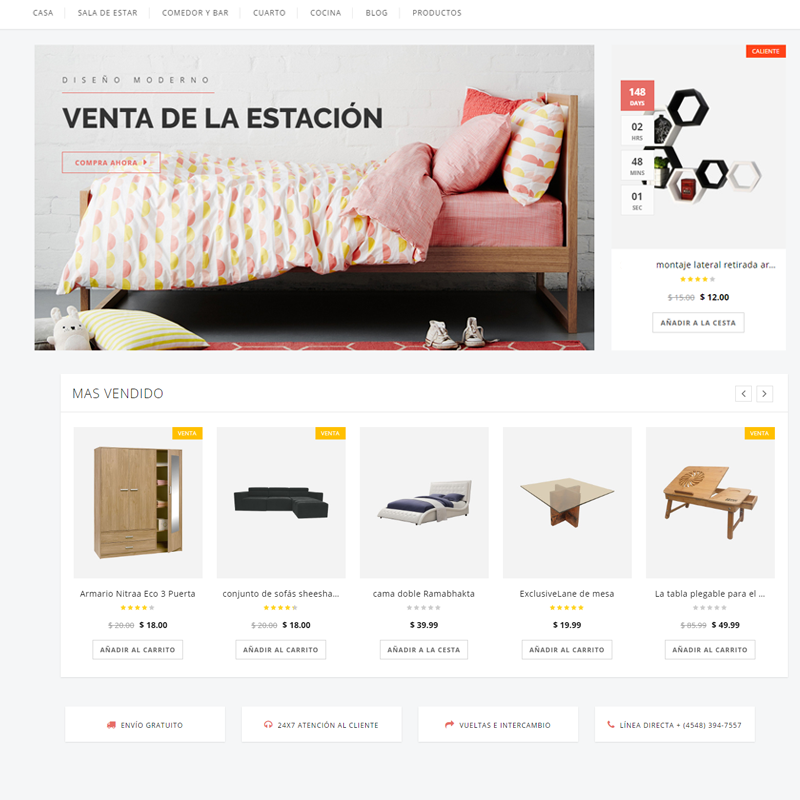 CASA SALA DE ESTAR COMEDOR Y BAR CUARTO COCINA BLOG PRODUCTOS
DISEÑO MODERNO
VENTA DE LA ESTACIÓN
COMPRA AHORA
CALIENTE
148
DAYS
02
HRS
48
MINS
01
SEC
montaje lateral retirada ar...
$ 15.00 $ 12.00
AÑADIR A LA CESTA
MAS VENDIDO
VENTA
Armario Nitraa Eco 3 Puerta
$ 20.00 $ 18.00
AÑADIR AL CARRITO
VENTA
conjunto de sofás sheesha...
$ 20.00 $ 18.00
AÑADIR AL CARRITO
cama doble Ramabhakta
$ 39.99
AÑADIR A LA CESTA
ExclusiveLane de mesa
$ 19.99
AÑADIR AL CARRITO
VENTA
La tabla plegable para el ...
$ 85.99 $ 49.99
AÑADIR AL CARRITO
ENVÍO GRATUITO
24X7 ATENCIÓN AL CLIENTE
VUELTAS E INTERCAMBIO
LÍNEA DIRECTA + (4548) 394-7557